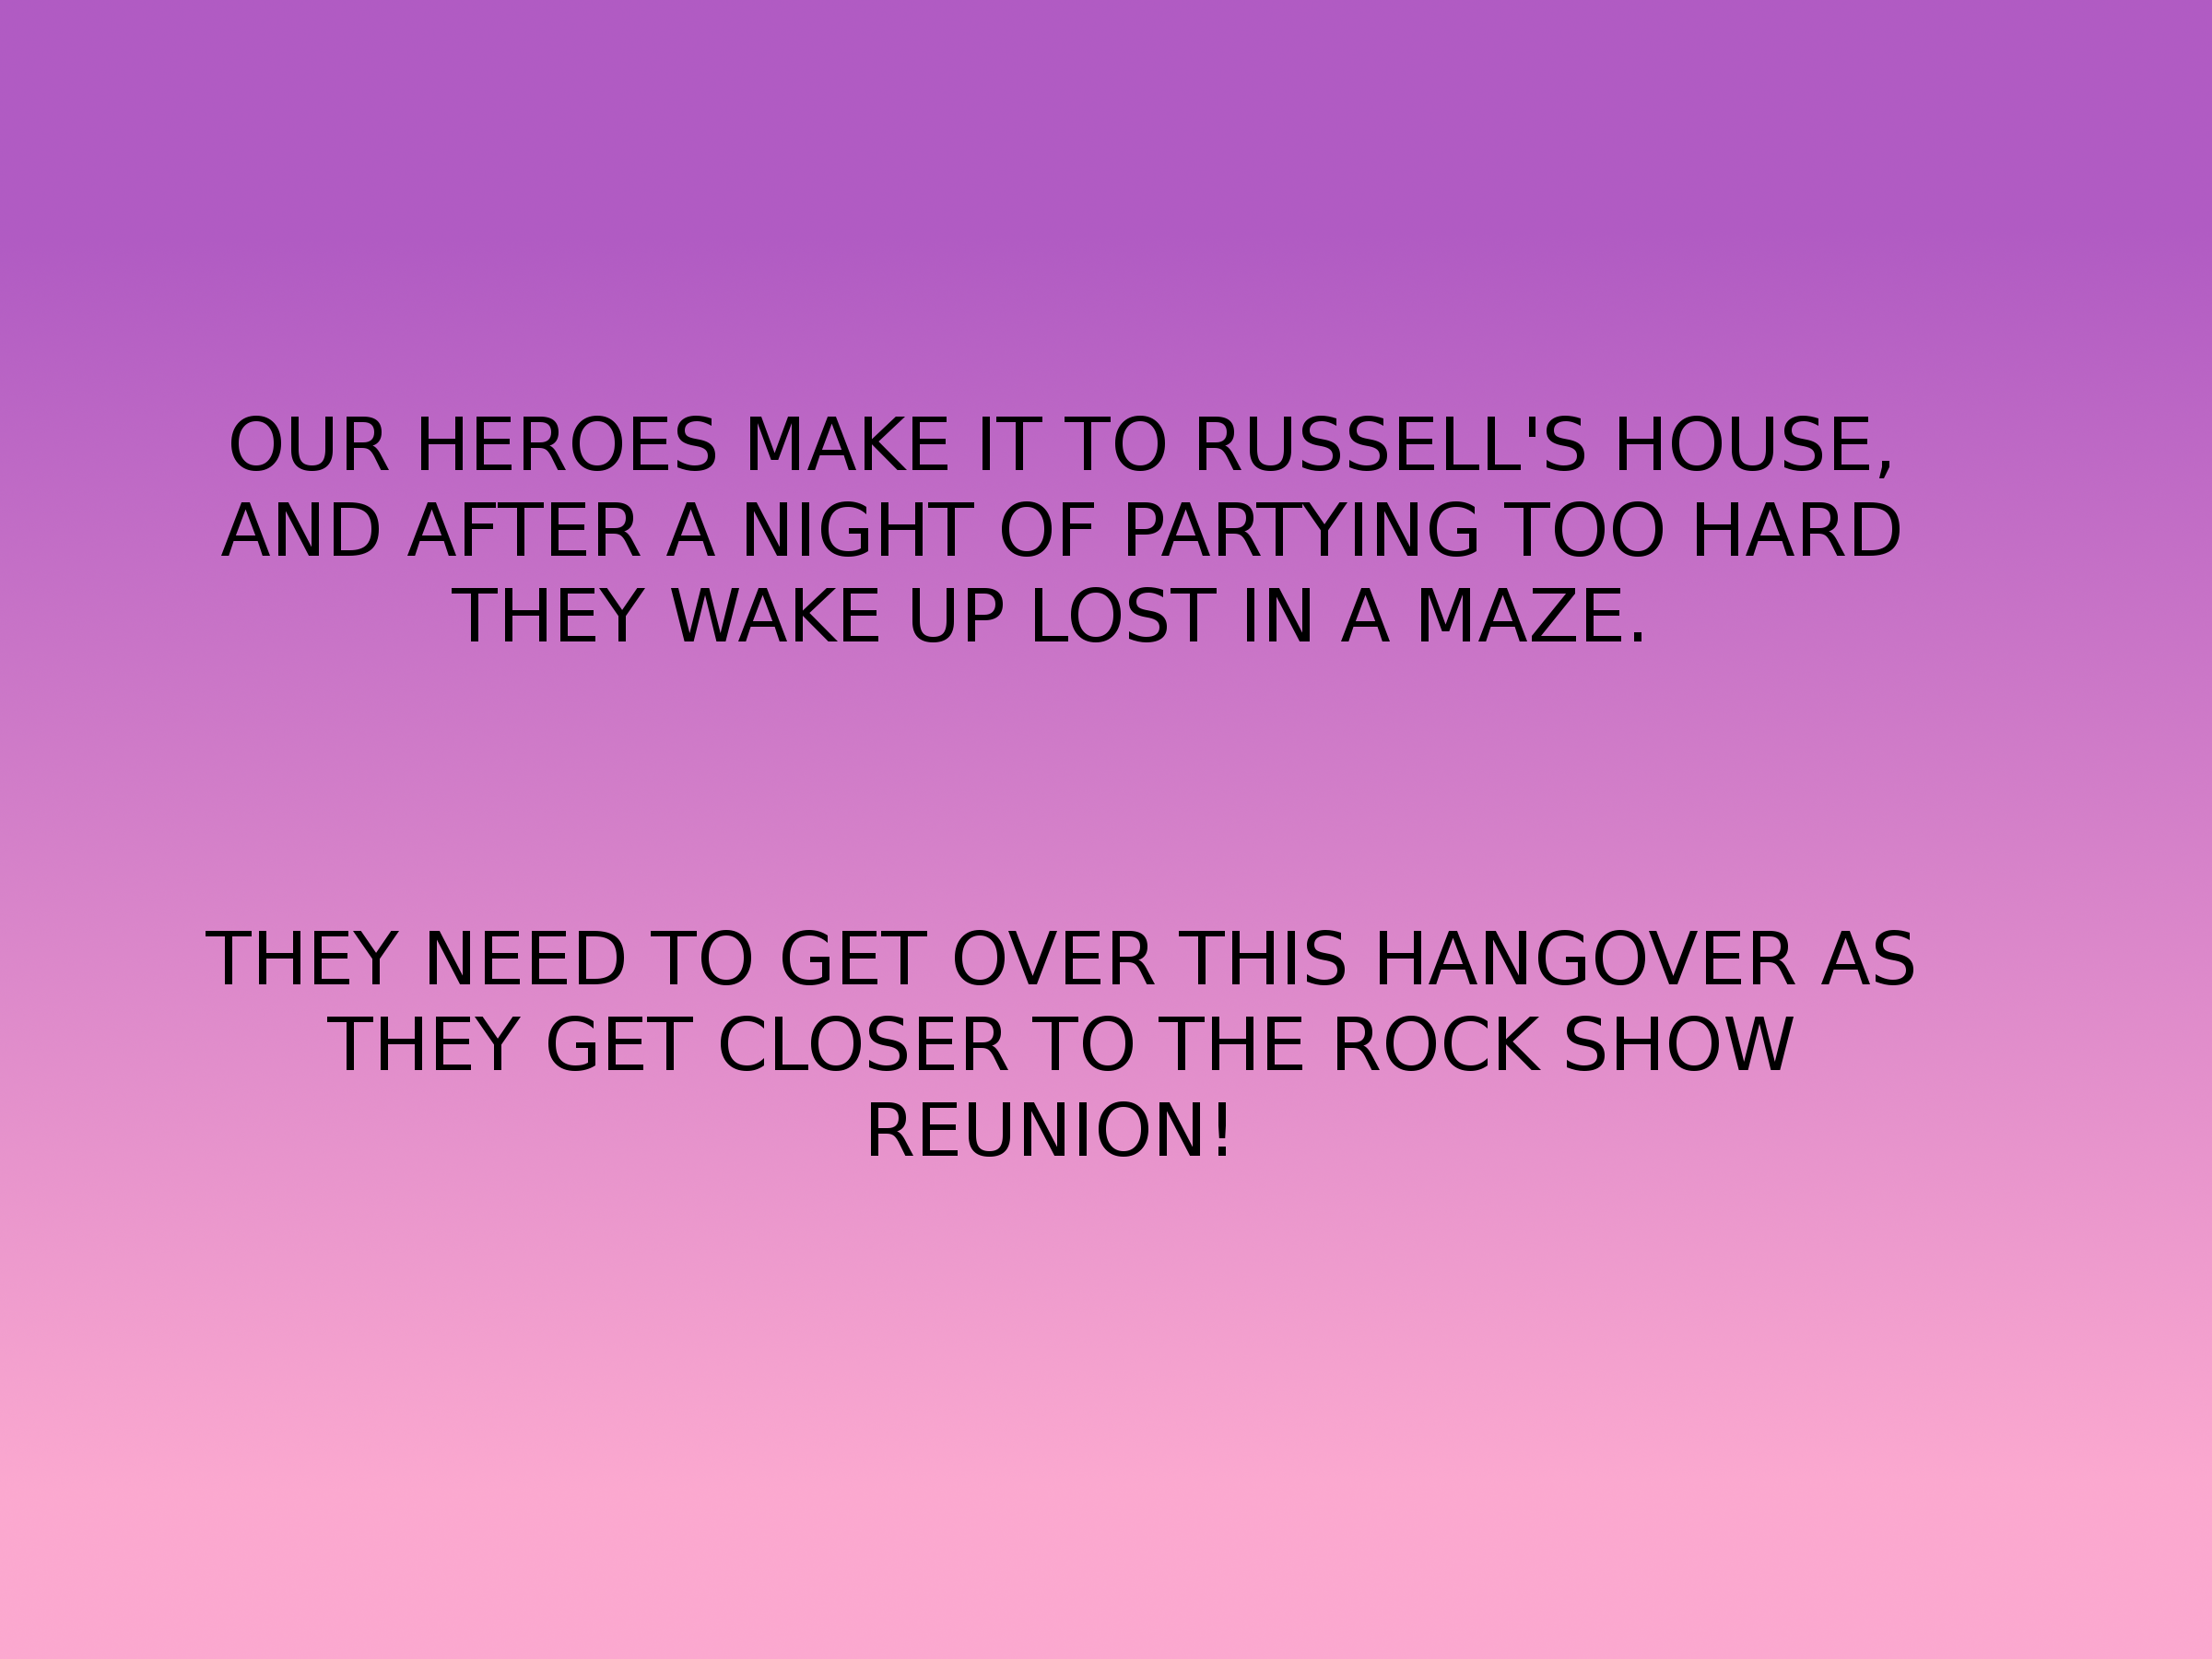 OUR HEROES MAKE IT TO RUSSELL'S HOUSE,
AND AFTER A NIGHT OF PARTYING TOO HARD
THEY WAKE UP LOST IN A MAZE.
THEY NEED TO GET OVER THIS HANGOVER AS
THEY GET CLOSER TO THE ROCK SHOW
REUNION!